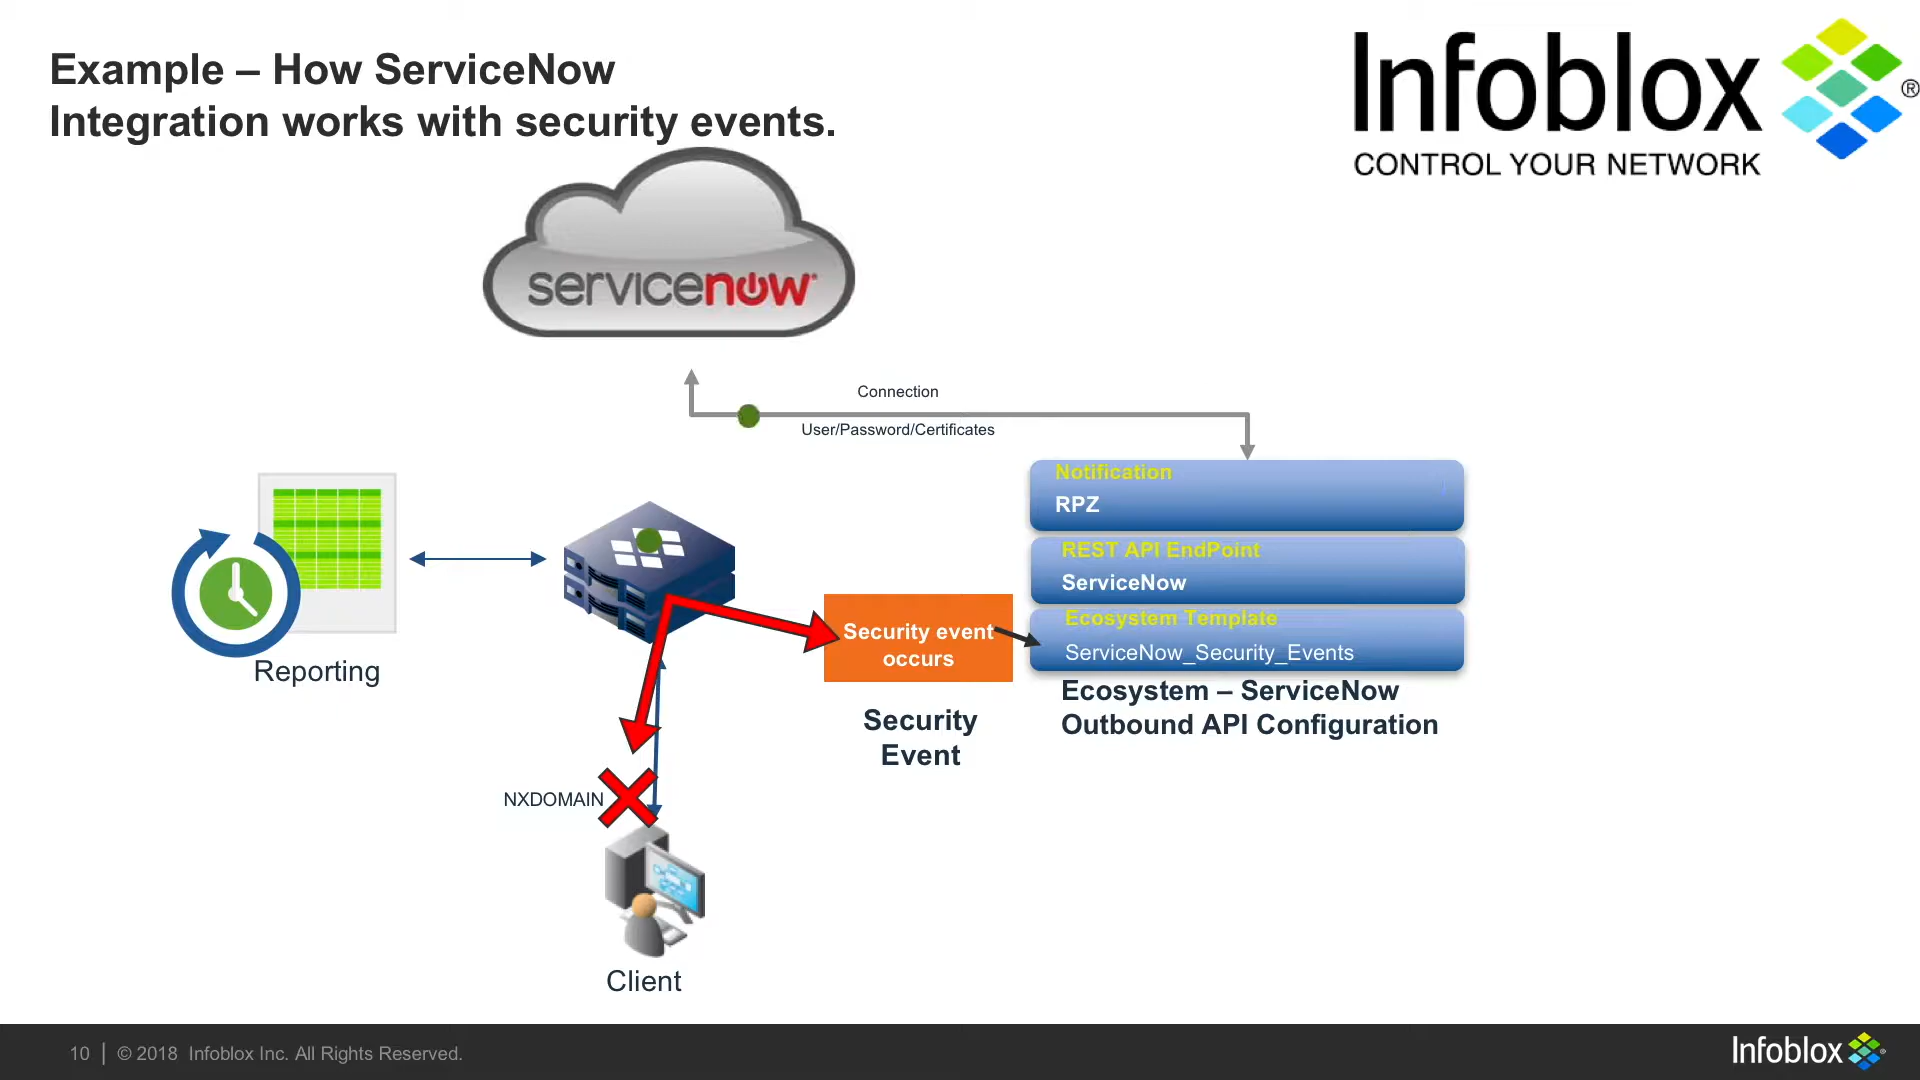 Example – How ServiceNow
Integration works with security events.
Infoblox ®
CONTROL YOUR NETWORK
servicenow
Connection
User/Password/Certificates
Notification
RPZ
REST API EndPoint
ServiceNow
Ecosystem Template
ServiceNow_Security_Events
Security event
occurs
Reporting
Ecosystem – ServiceNow
Outbound API Configuration
Security
Event
NXDOMAIN
Client
10 | © 2018 Infoblox Inc. All Rights Reserved.
Infoblox